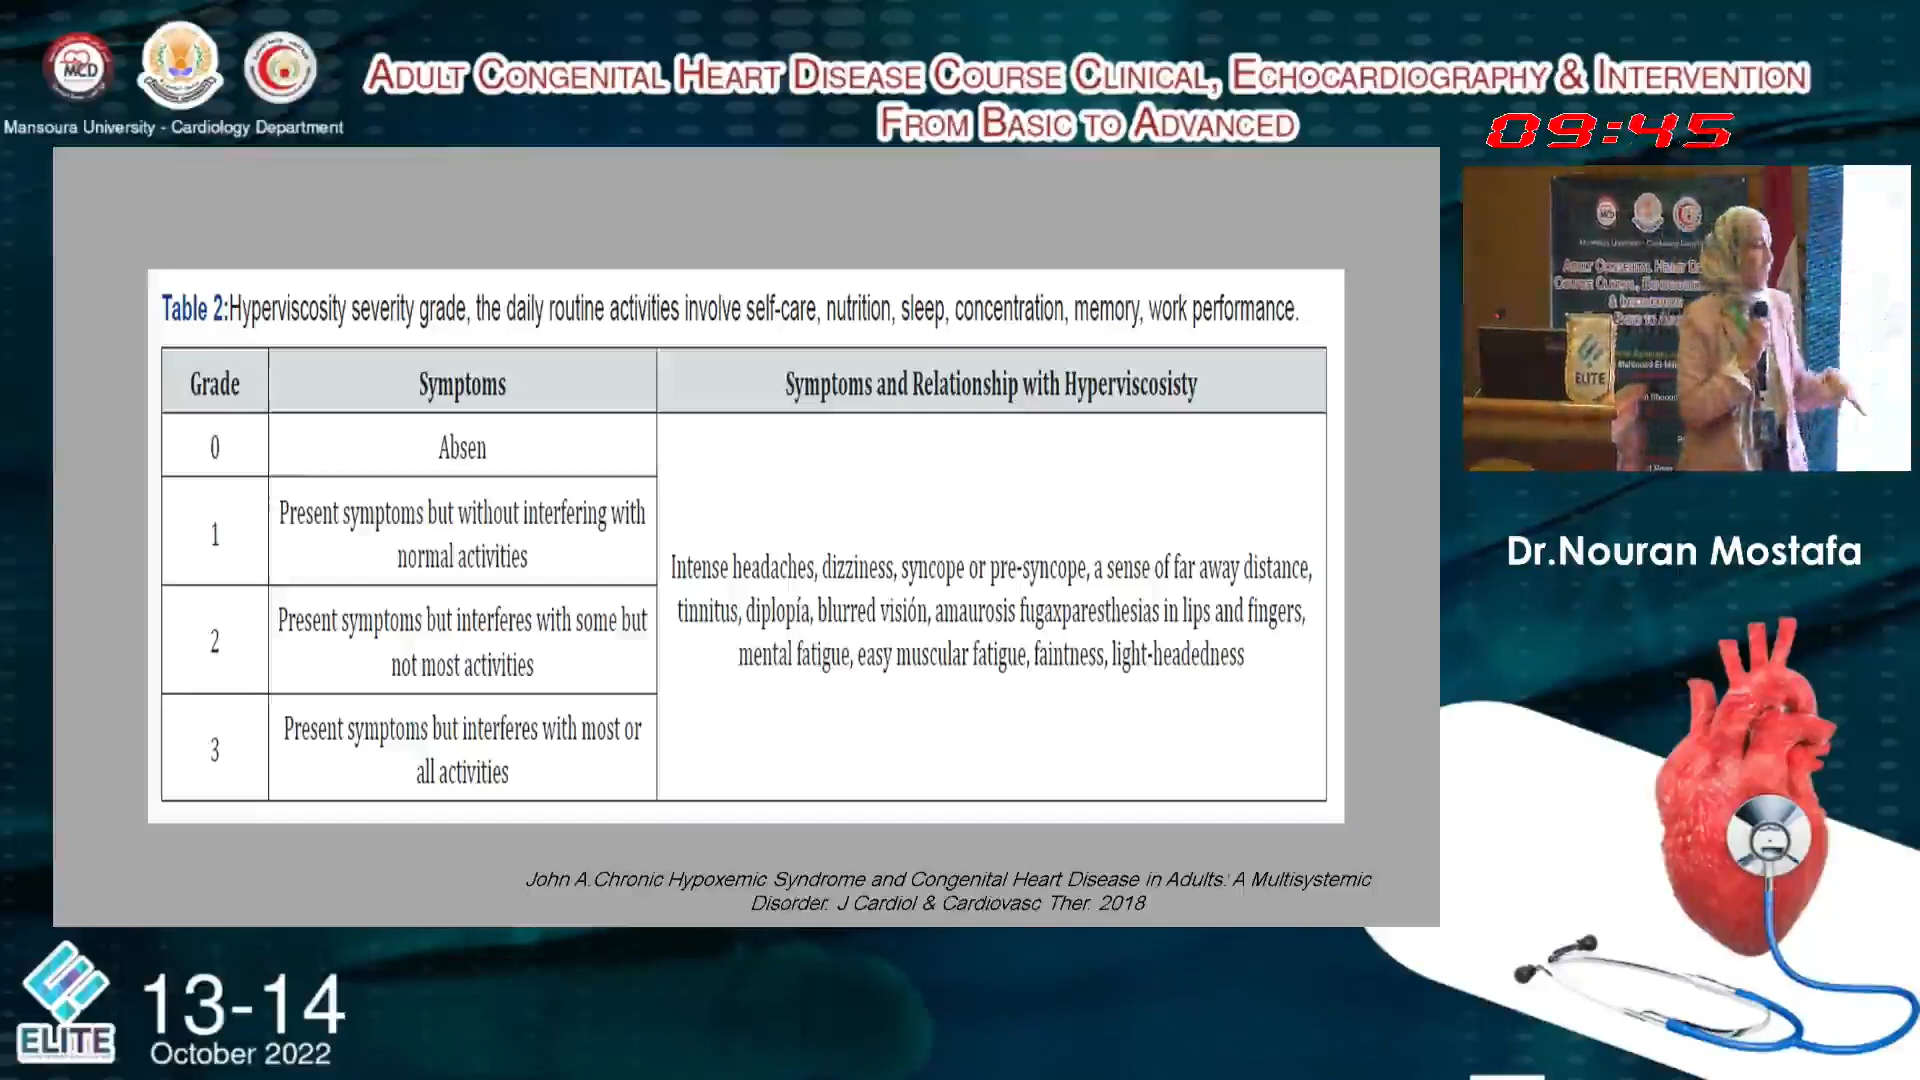 MCD
Mansoura University - Cardiology Department
ADULT CONGENITAL HEART DISEASE COURSE CLINICAL, ECHOCARDIOGRAPHY & INTERVENTION
FROM BASIC TO ADVANCED
09:45
Table 2:Hyperviscosity severity grade, the daily routine activities involve self-care, nutrition, sleep, concentration, memory, work performance.
Grade
Symptoms
Symptoms and Relationship with Hyperviscosisty
0
Absen
1
Present symptoms but without interfering with
normal activities
2
Present symptoms but interferes with some but
not most activities
3
Present symptoms but interferes with most or
all activities
Intense headaches, dizziness, syncope or pre-syncope, a sense of far away distance,
tinnitus, diplopía, blurred visión, amaurosis fugaxparesthesias in lips and fingers,
mental fatigue, easy muscular fatigue, faintness, light-headedness
John A.Chronic Hypoxemic Syndrome and Congenital Heart Disease in Adults: A Multisystemic
Disorder. J Cardiol & Cardiovasc Ther. 2018
ELITE
Dr.Nouran Mostafa
ELITE
13-14
October 2022